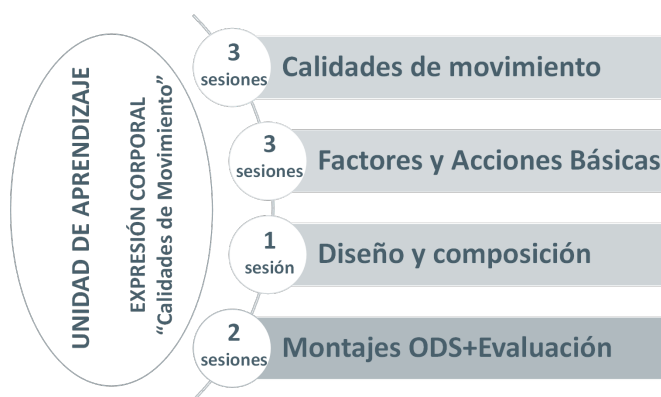 UNIDAD DE APRENDIZAJE
EXPRESIÓN CORPORAL
“Calidades de Movimiento”
3
sesiones
Calidades de movimiento
3
sesiones
Factores y Acciones Básicas
1
sesión
Diseño y composición
2
sesiones
Montajes ODS+Evaluación